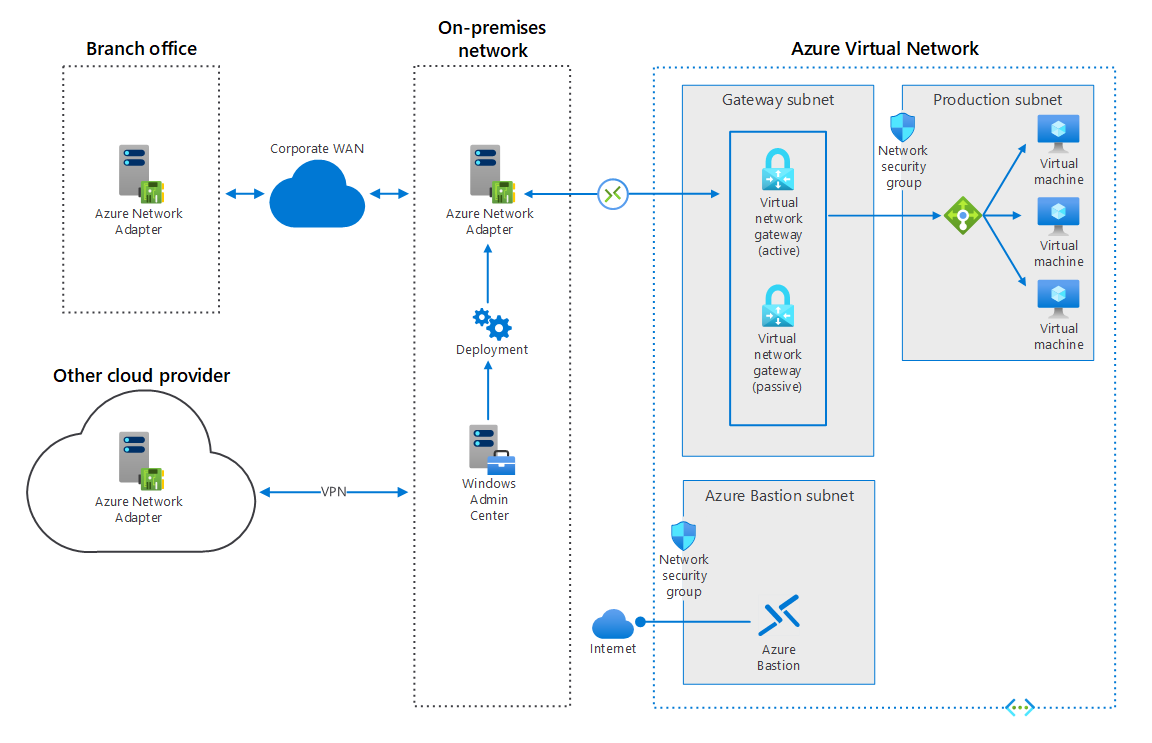 Branch office
Azure Network
Adapter
Corporate WAN
On-premises
network
Azure Network
Adapter
Deployment
Windows
Admin
Center
Other cloud provider
Azure Network
Adapter
VPN
Azure Virtual Network
Gateway subnet
Virtual
network
gateway
(active)
Virtual
network
gateway
(passive)
Production subnet
Network
security
group
Virtual
machine
Virtual
machine
Virtual
machine
Azure Bastion subnet
Network
security
group
Internet
Azure
Bastion